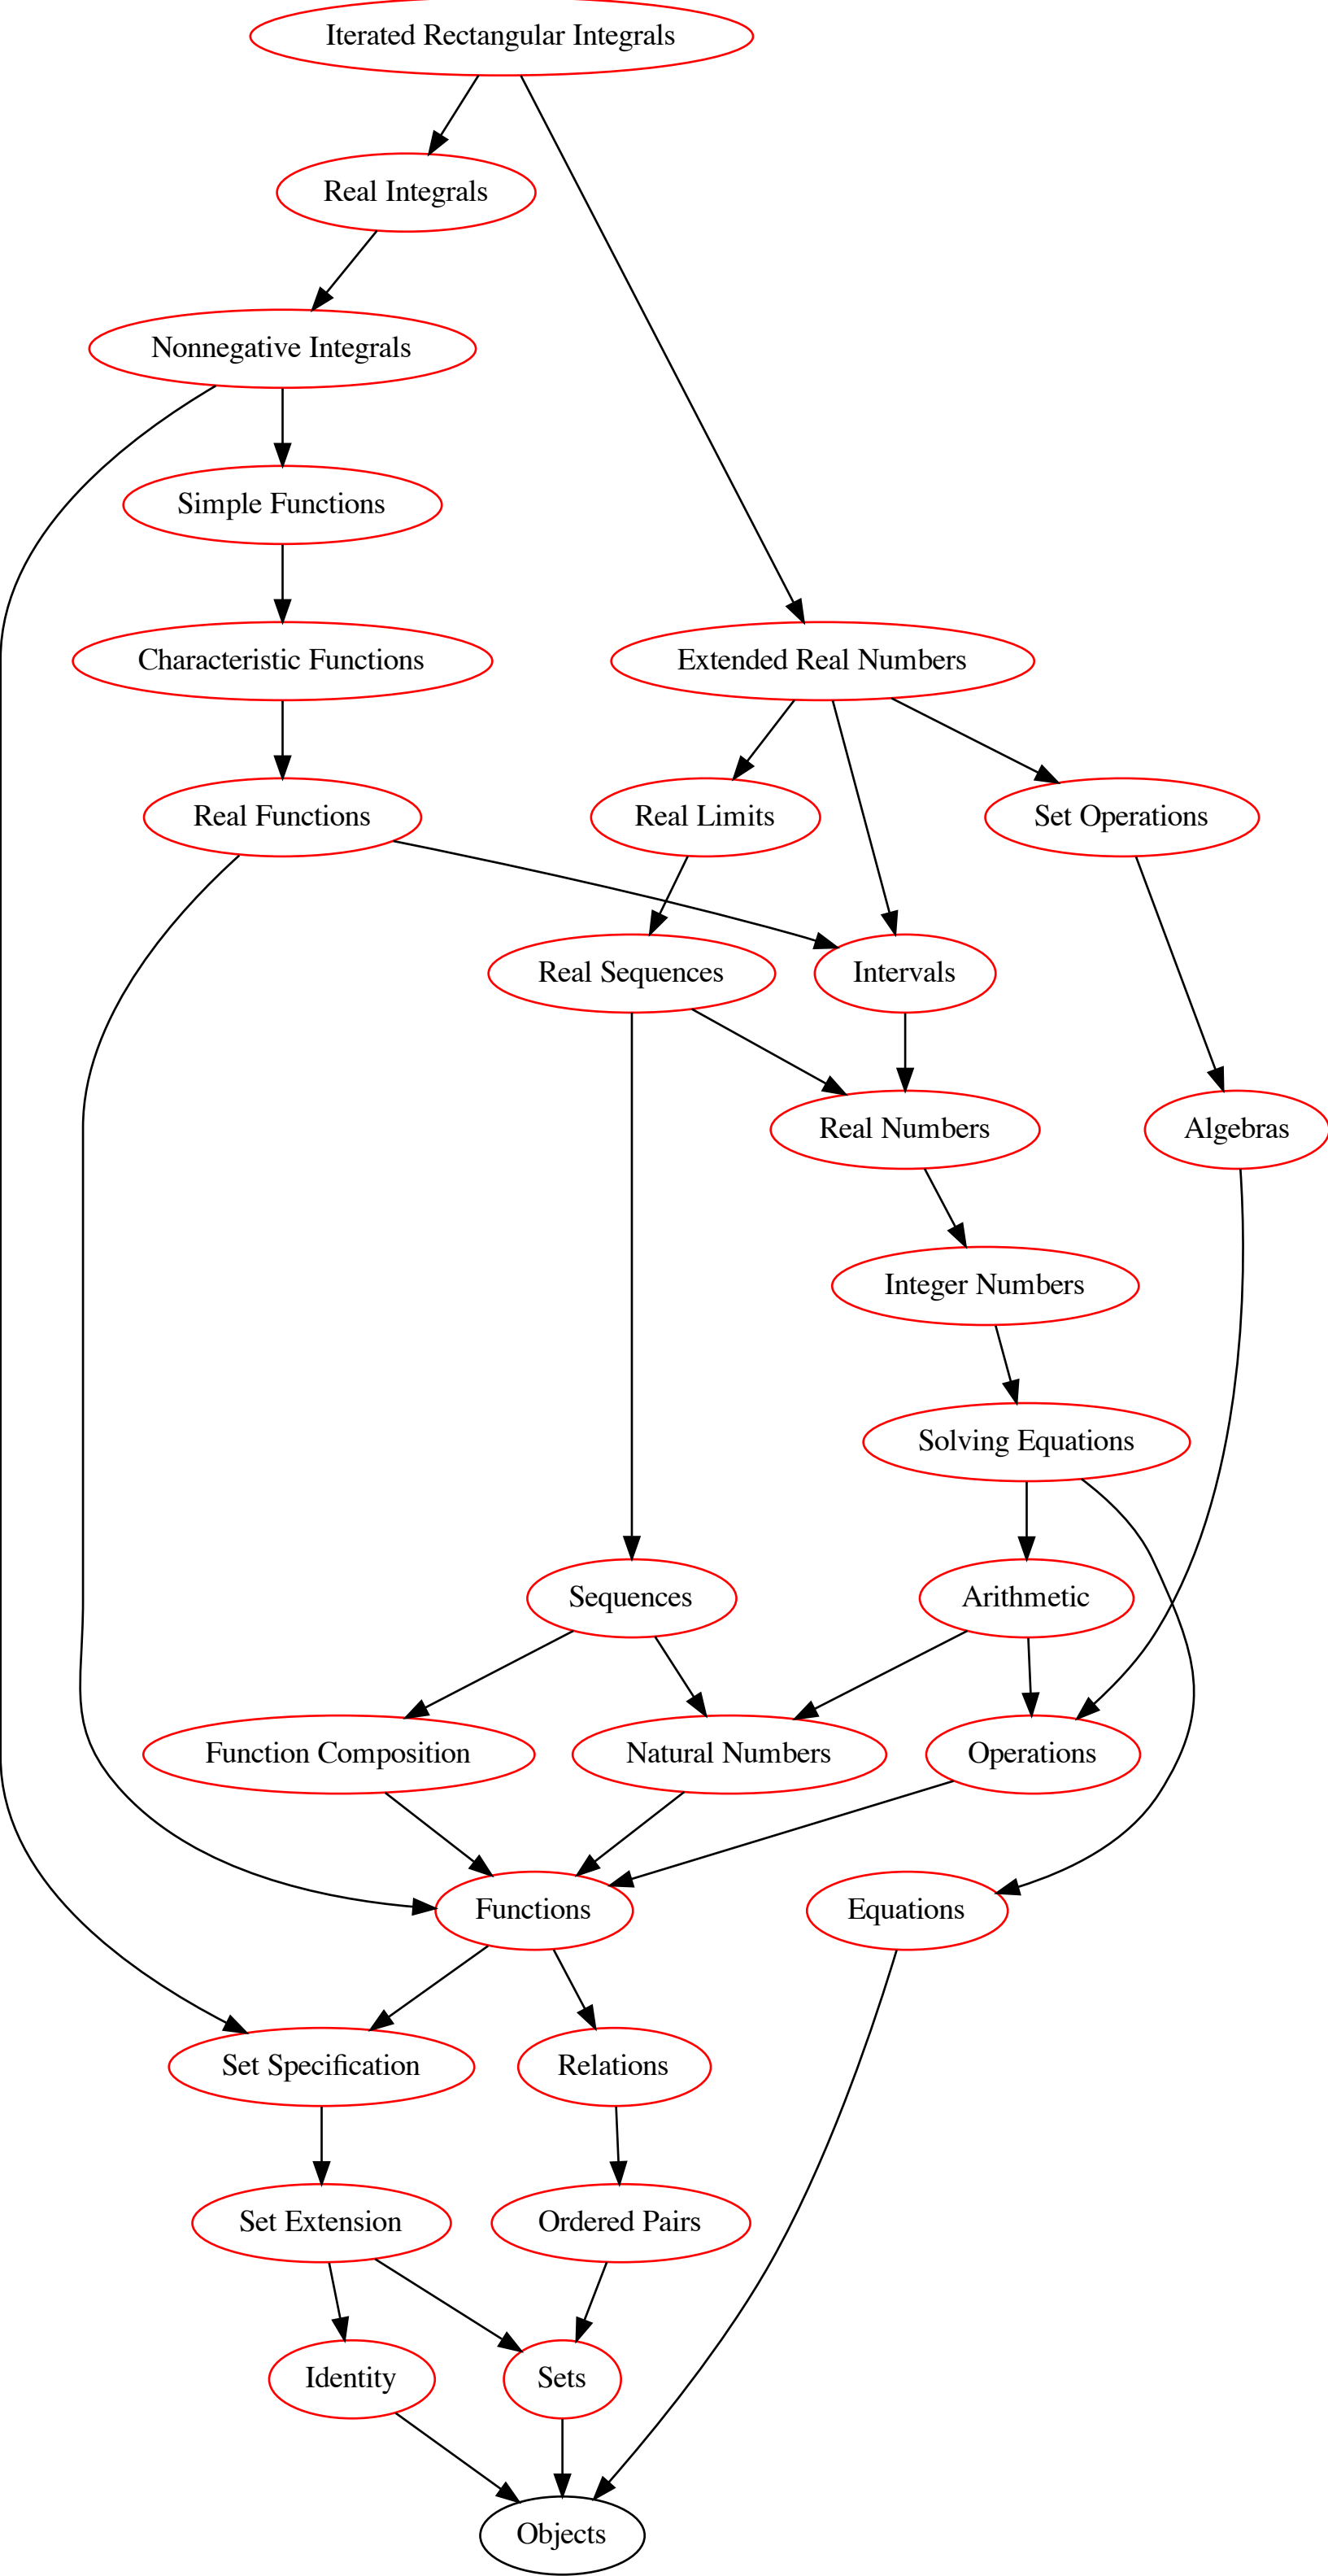 Iterated Rectangular Integrals
Real Integrals
Nonnegative Integrals
Simple Functions
Characteristic Functions
Extended Real Numbers
Real Functions
Real Limits
Set Operations
Real Sequences
Intervals
Real Numbers
Algebras
Integer Numbers
Solving Equations
Sequences
Arithmetic
Function Composition
Natural Numbers
Operations
Functions
Equations
Set Specification
Relations
Set Extension
Ordered Pairs
Identity
Sets
Objects